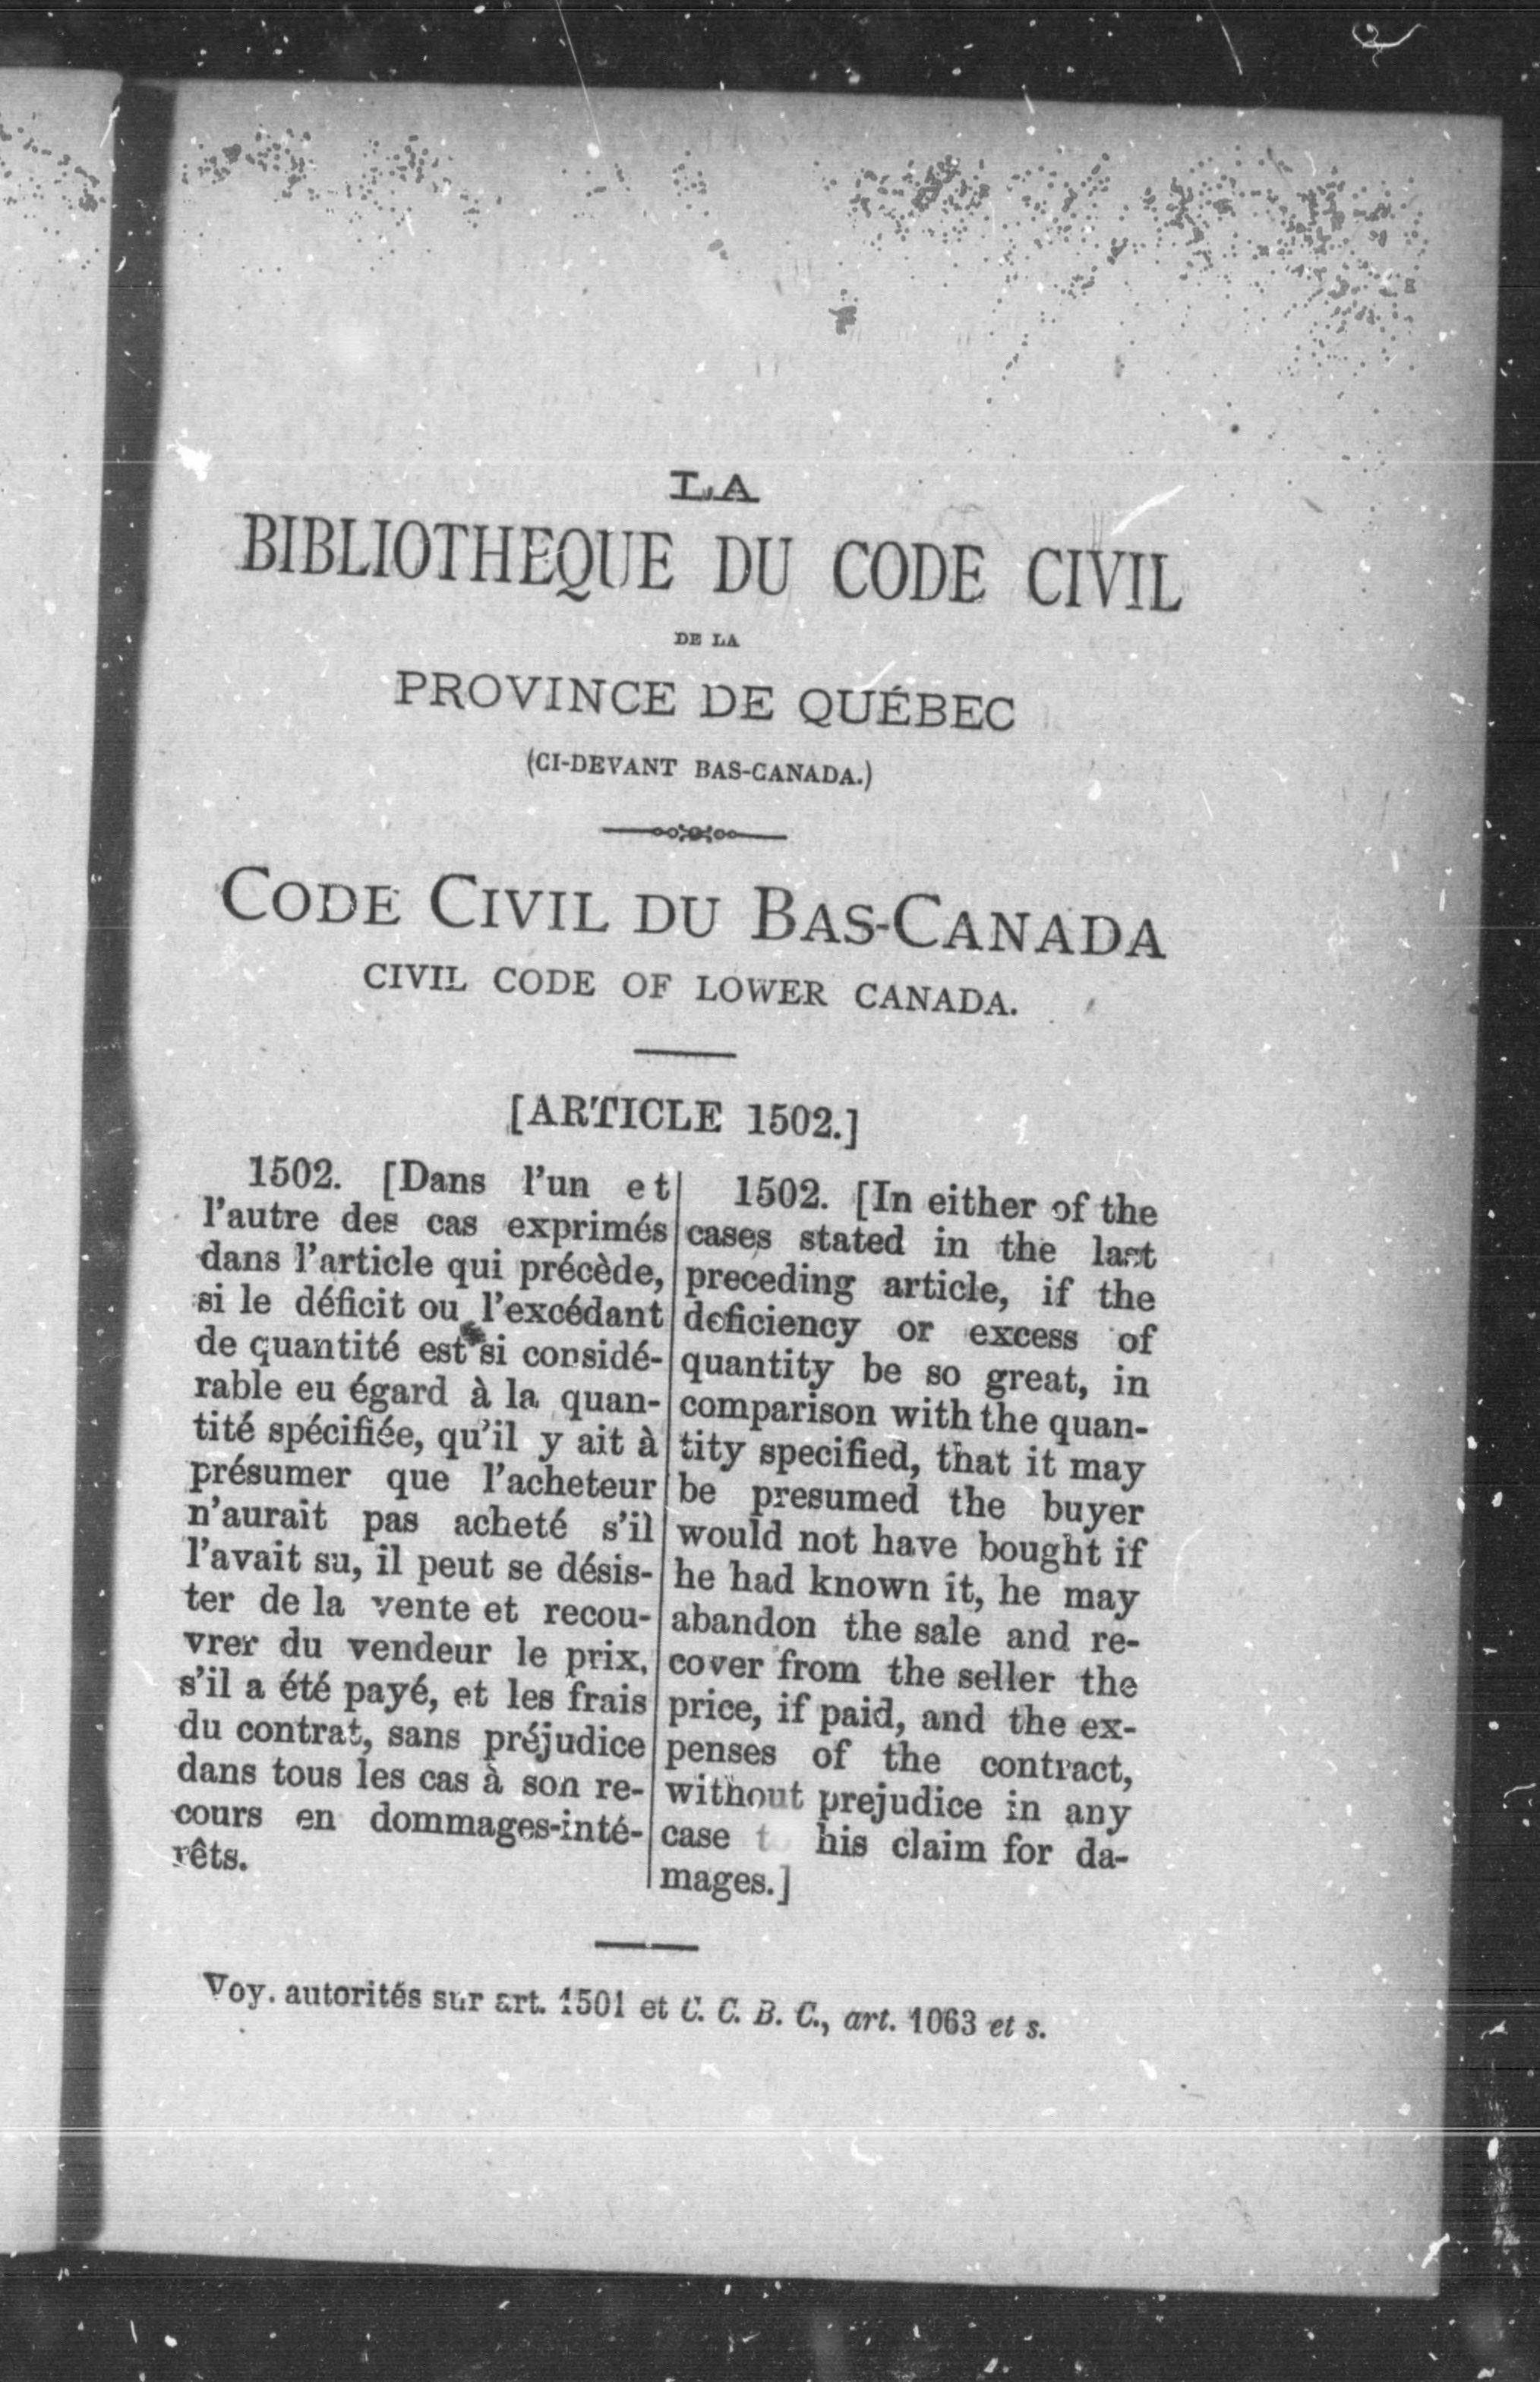 LA
BIBLIOTHEQUE DU CODE CIVIL
DE LA
PROVINCE DE QUÉBEC
(CI-DEVANT BAS-CANADA.)
CODE CIVIL DU BAS-CANADA
CIVIL CODE OF LOWER CANADA.
[ARTICLE 1502.]
1502. [Dans l'un et
l'autre des cas exprimés
dans l'article qui précède,
si le déficit ou l'excédant
de quantité est si considé-
rable eu égard à la quan-
tité spécifiée, qu'il y ait à
présumer que l'acheteur
n'aurait pas acheté s'il
l'avait su, il peut se désis-
ter de la vente et recou-
vrer du vendeur le prix,
s'il a été payé, et les frais
du contrat, sans préjudice
dans tous les cas à son re-
cours en dommages-inté-
rêts.
1502. [In either of the
cases stated in the last
preceding article, if the
deficiency or excess of
quantity be so great, in
comparison with the quan-
tity specified, that it may
be presumed the buyer
would not have bought if
he had known it, he may
abandon the sale and re-
cover from the seller the
price, if paid, and the ex-
penses of the contract,
without prejudice in any
case his claim for da-
mages.]
Voy. autorités sur art. 1501 et C. C. B. C., art. 1063 et s.